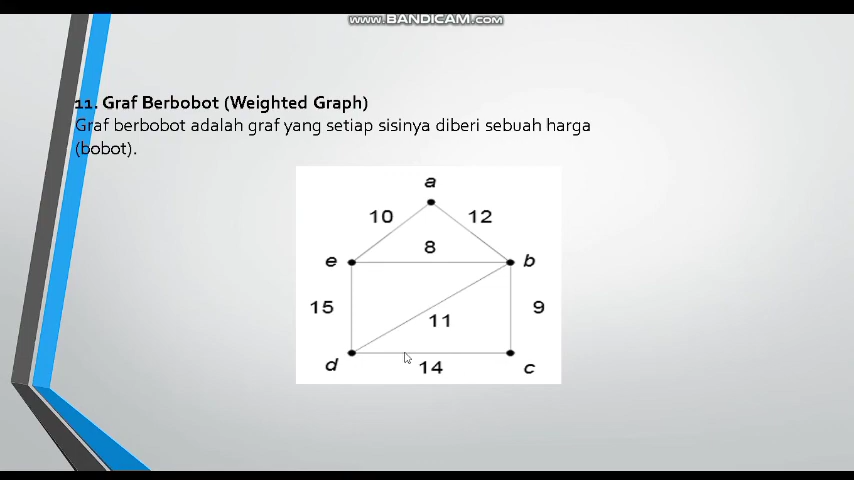 www.BANDICAM.com
11. Graf Berbobot (Weighted Graph)
Graf berbobot adalah graf yang setiap sisinya diberi sebuah harga
(bobot).
a
10 12
8
e b
15 9
11
d 14 c